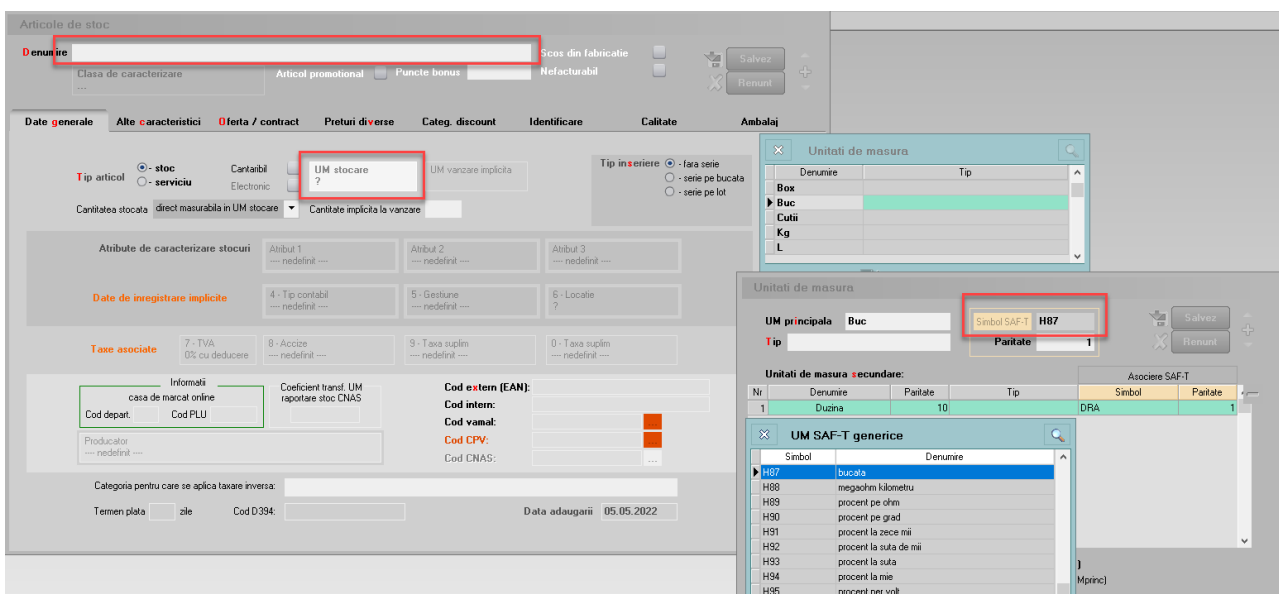 Articole de stoc
Denumire
Scos din fabricatie
Salvez
Clasa de caracterizare
...
Articol promotional
Puncte bonus
Nefacturabil
Renunt
Date generale
Alte caracteristici
Oferta / contract
Preturi diverse
Categ. discount
Identificare
Calitate
Ambalaj
Tip articol
- stoc
- serviciu
Cantaribil
Electronic
UM stocare
?
UM vanzare implicita
Tip inseriere
- fara serie
- serie pe bucata
- serie pe lot
Cantitatea stocata
direct masurabila in UM stocare
Cantitate implicita la vanzare
Atribute de caracterizare stocuri
Atribut 1
---- nedefinit ----
Atribut 2
---- nedefinit ----
Atribut 3
---- nedefinit ----
Date de inregistrare implicite
4 - Tip contabil
---- nedefinit ----
5 - Gestiune
---- nedefinit ----
6 - Locatie
?
Taxe asociate
7 - TVA
0% cu deducere
8 - Accize
---- nedefinit ----
9 - Taxa suplim
---- nedefinit ----
0 - Taxa suplim
---- nedefinit ----
Informatii
casa de marcat online
Cod depart.
Cod PLU
Coeficient transf. UM
raportare stoc CNAS
Producator
---- nedefinit ----
Cod extern (EAN):
Cod intern:
Cod vamal:
...
Cod CPV:
...
Cod CNAS:
...
Categoria pentru care se aplica taxare inversa:
Termen plata
zile
Cod D394:
Data adaugarii
05.05.2022
Unitati de masura
Denumire
Tip
Box
Buc
Cutii
Kg
L
Unitati de masura
UM principala
Buc
Simbol SAF-T
H87
Salvez
Tip
Paritate
1
Renunt
Unitati de masura secundare:
Asociere SAF-T
Nr
Denumire
Paritate
Tip
Simbol
Paritate
1
Duzina
10
DRA
1
UM SAF-T generice
Simbol
Denumire
H87
bucata
H88
megaohm kilometru
H89
procent pe ohm
H90
procent pe grad
H91
procent la zece mii
H92
procent la suta de mii
H93
procent la suta
H94
procent la mie
H95
procent per volt
)
Mprinc)